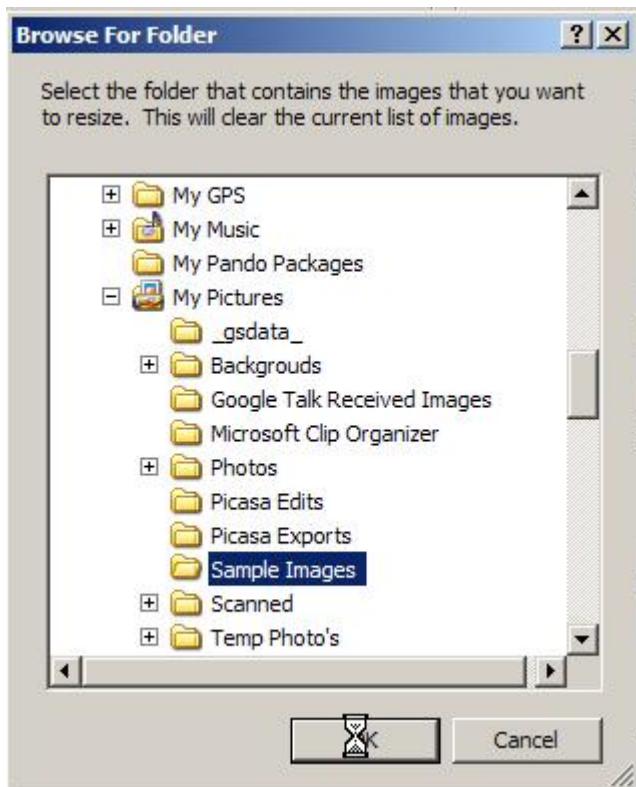 Browse For Folder
Select the folder that contains the images that you want
to resize. This will clear the current list of images.
My GPS
My Music
My Pando Packages
My Pictures
_gsdata_
Backgrouds
Google Talk Received Images
Microsoft Clip Organizer
Photos
Picasa Edits
Picasa Exports
Sample Images
Scanned
Temp Photo's
Cancel